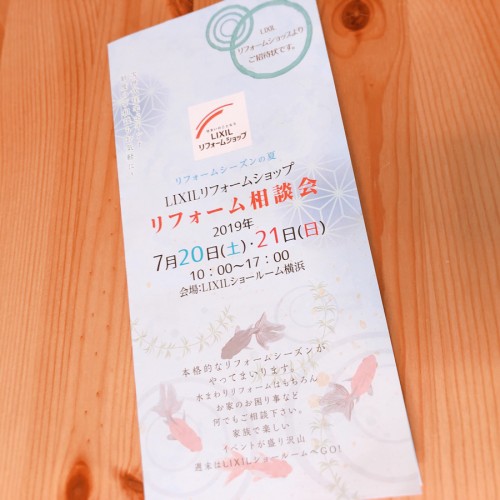 LIXIL
リフォームショップより
ご招待状です。
LIXIL
リフォームショップ
リフォームシーズンの夏
LIXILリフォームショップ
リフォーム相談会
2019年
7月20日(土)・21日(日)
10:00〜17:00
会場:LIXILショールーム横浜
本格的なリフォームシーズンが
やってまいります。
水まわりリフォームはもちろん
お家のお困り事など
何でもご相談下さい。
家族で楽しい
イベントが盛り沢山
週末はLIXILショールームへGO!